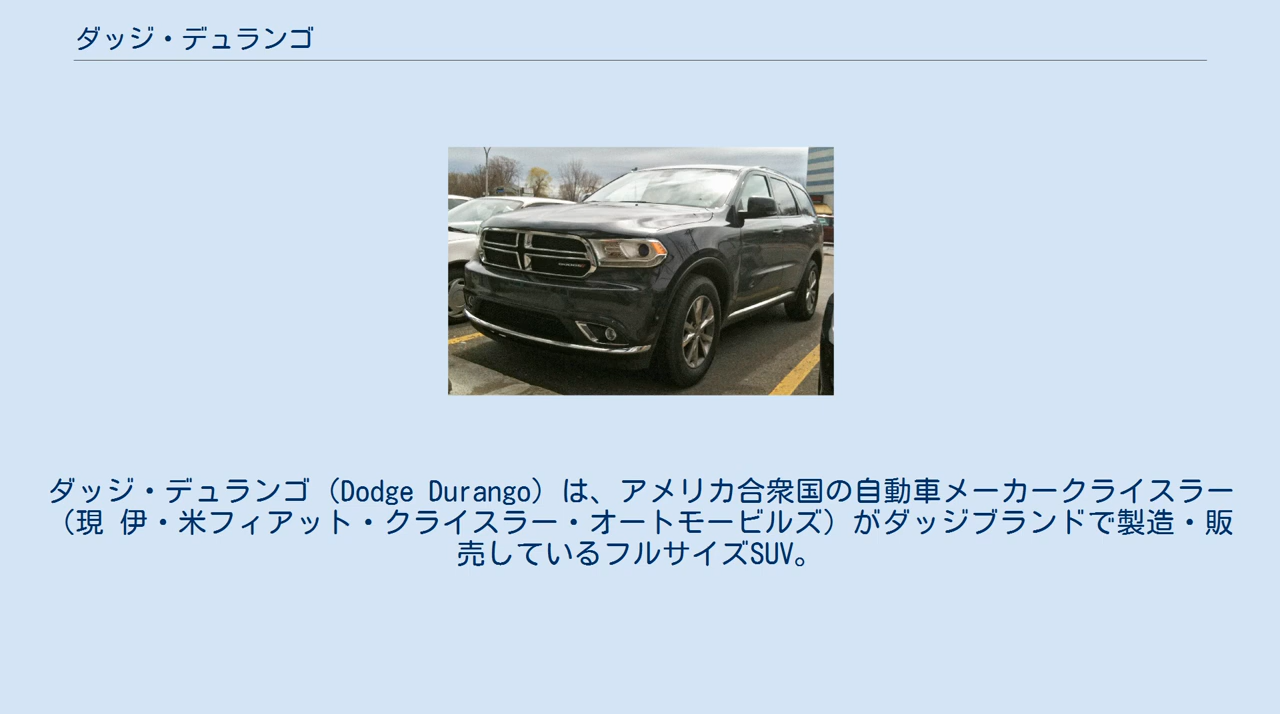 ダッジ・デュランゴ
ダッジ・デュランゴ（Dodge Durango）は、アメリカ合衆国の自動車メーカークライスラー
（現 伊・米フィアット・クライスラー・オートモービルズ）がダッジブランドで製造・販
売しているフルサイズSUV。